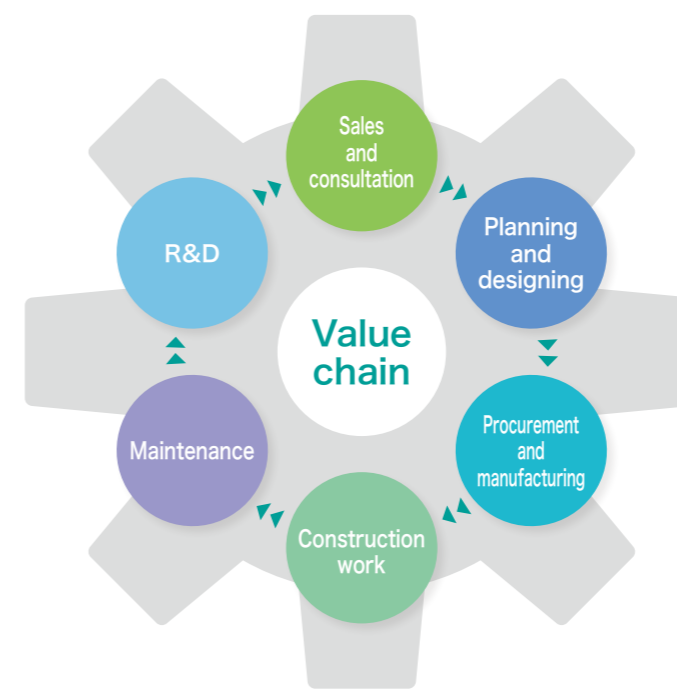 Sales
and
consultation
Planning
and
designing
Procurement
and
manufacturing
Construction
work
Maintenance
R&D
Value
chain